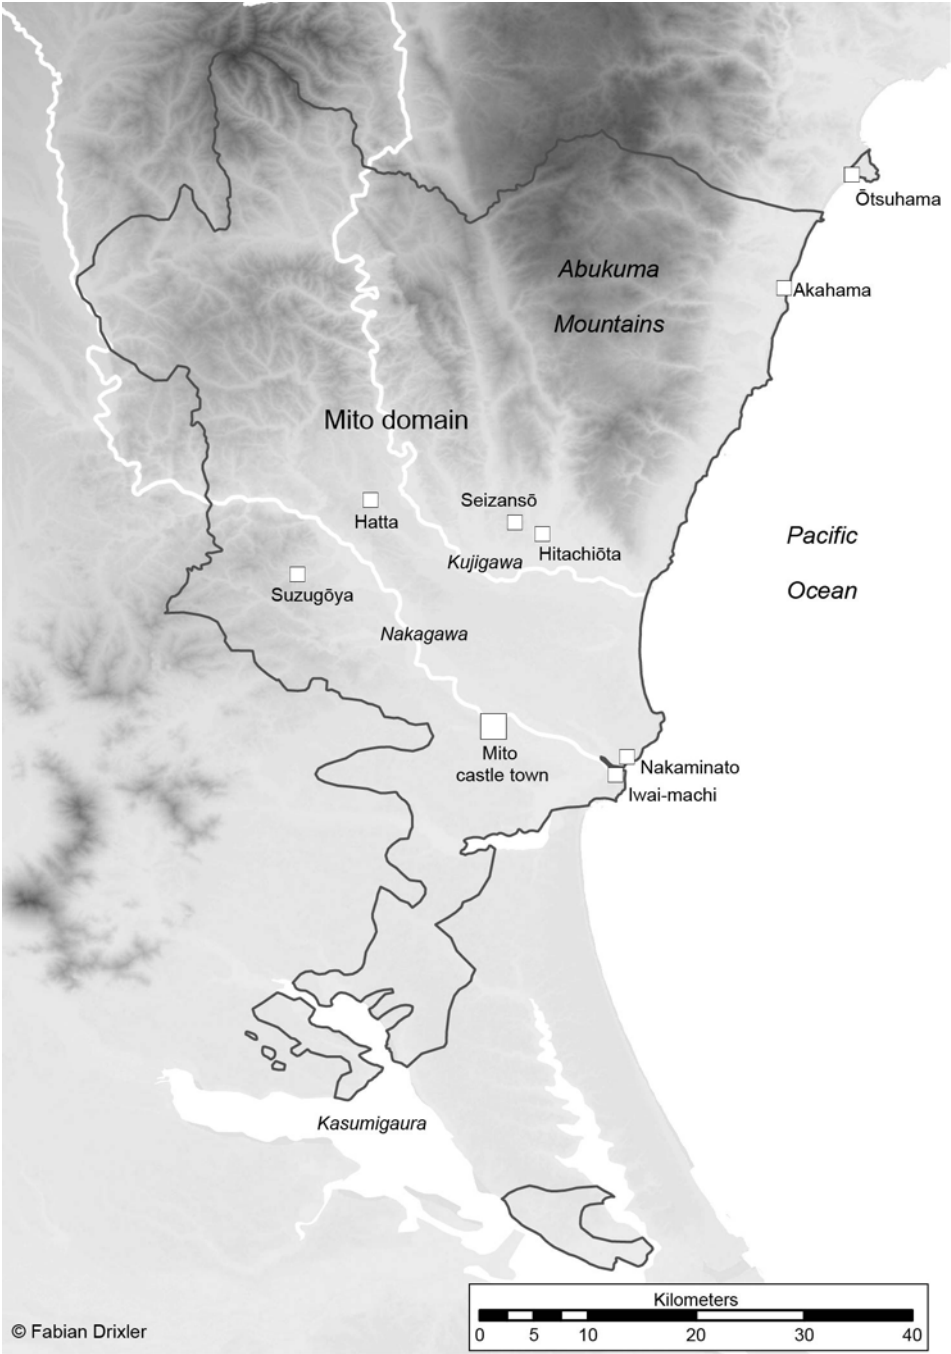 Ōtsuhama
Abukuma
Mountains
Akahama
Mito domain
Seizansō
Hatta
Hitachiōta
Pacific
Ocean
Kujigawa
Suzugōya
Nakagawa
Mito
castle town
Nakaminato
Iwai-machi
Kasumigaura
Kilometers
0 5 10 20 30 40
© Fabian Drixler